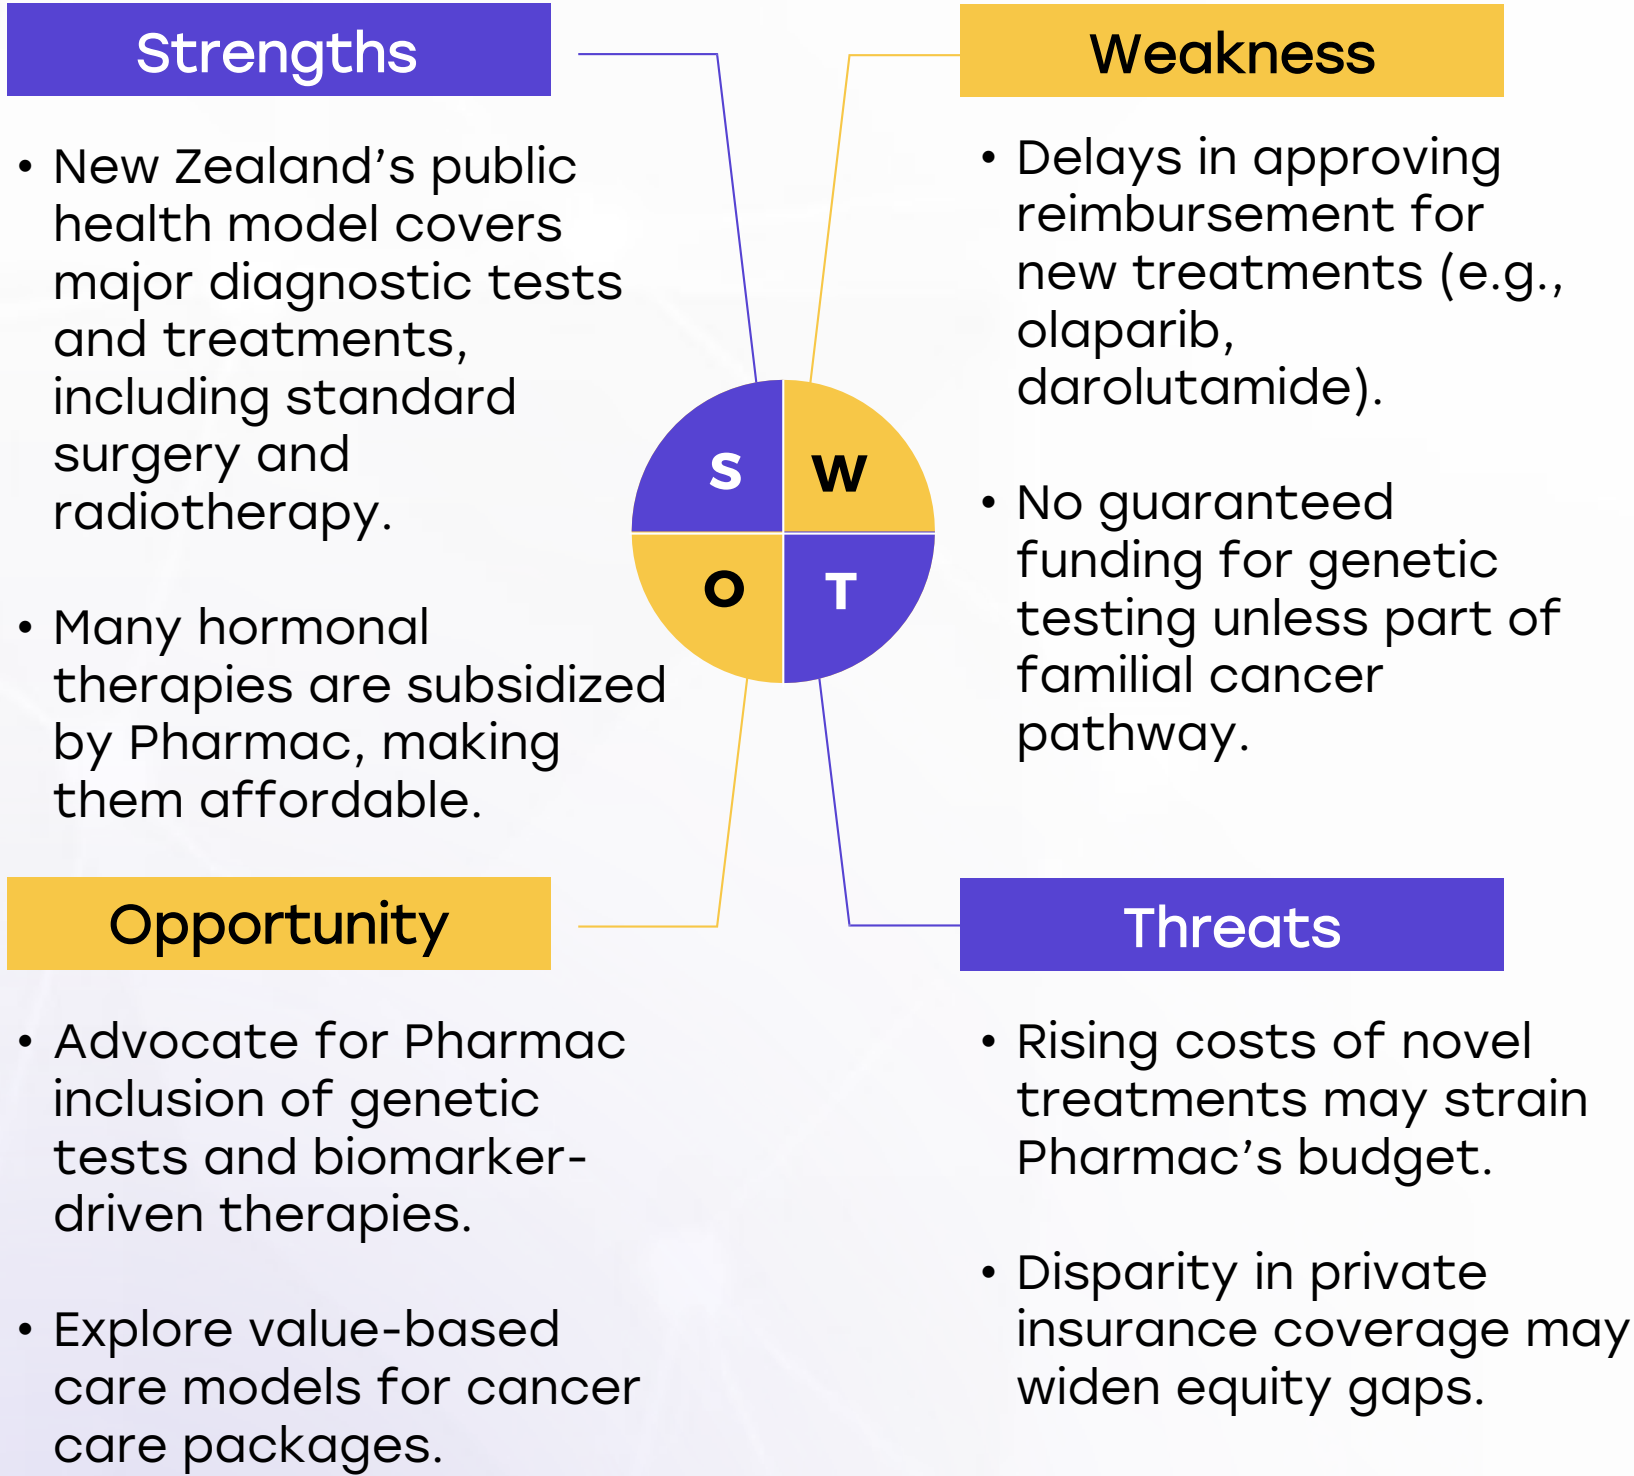 Strengths
• New Zealand’s public
health model covers
major diagnostic tests
and treatments,
including standard
surgery and
radiotherapy.
• Many hormonal
therapies are subsidized
by Pharmac, making
them affordable.
Weakness
• Delays in approving
reimbursement for
new treatments (e.g.,
olaparib,
darolutamide).
• No guaranteed
funding for genetic
testing unless part of
familial cancer
pathway.
S
W
O
T
Opportunity
• Advocate for Pharmac
inclusion of genetic
tests and biomarker-
driven therapies.
• Explore value-based
care models for cancer
care packages.
Threats
• Rising costs of novel
treatments may strain
Pharmac’s budget.
• Disparity in private
insurance coverage may
widen equity gaps.